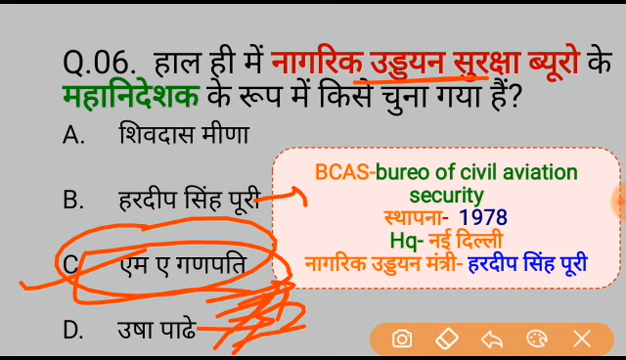 Q.06. हाल ही में नागरिक उड्डयन सुरक्षा ब्यूरो के
महानिदेशक के रूप में किसे चुना गया हैं?
A. शिवदास मीणा
B. हरदीप सिंह पूरी
C. एम ए गणपति
D. उषा पाढे
BCAS-bureo of civil aviation
security
स्थापना- 1978
Hq- नई दिल्ली
नागरिक उड्डयन मंत्री- हरदीप सिंह पूरी